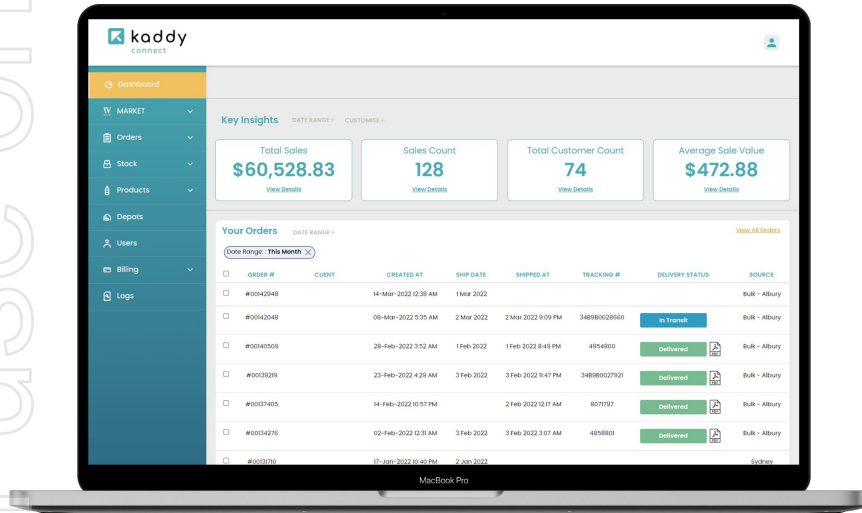 kaddy
connect
Dashboard
MARKET
Orders
Stock
Products
Depots
Users
Billing
Logs
Key Insights DATE RANGE CUSTOMISE
Total Sales Sales Count Total Customer Count Average Sale Value
$60,528.83 128 74 $472.88
View Details View Details View Details View Details
Your Orders DATE RANGE View All Orders
Date Range: This Month
ORDER # CLIENT CREATED AT SHIP DATE SHIPPED AT TRACKING # DELIVERY STATUS SOURCE
#00142948 14-Mar-2022 12:38 AM 1 Mar 2022 Bulk - Albury
#00142048 08-Mar-2022 5:35 AM 2 Mar 2022 2 Mar 2022 9:09 PM 34B9B0028660 In Transit Bulk - Albury
#00140509 28-Feb-2022 3:52 AM 1 Feb 2022 1 Feb 2022 8:49 PM 4954800 Delivered Bulk - Albury
#00139219 23-Feb-2022 4:29 AM 3 Feb 2022 3 Feb 2022 11:47 PM 34B9B0027921 Delivered Bulk - Albury
#00137405 14-Feb-2022 10:57 PM 2 Feb 2022 12:17 AM 8071797 Delivered Bulk - Albury
#00134276 02-Feb-2022 12:31 AM 3 Feb 2022 3 Feb 2022 3:07 AM 4858801 Delivered Bulk - Albury
#00131710 17-Jan-2022 10:40 PM 2 Jan 2022 Sydney
MacBook Pro